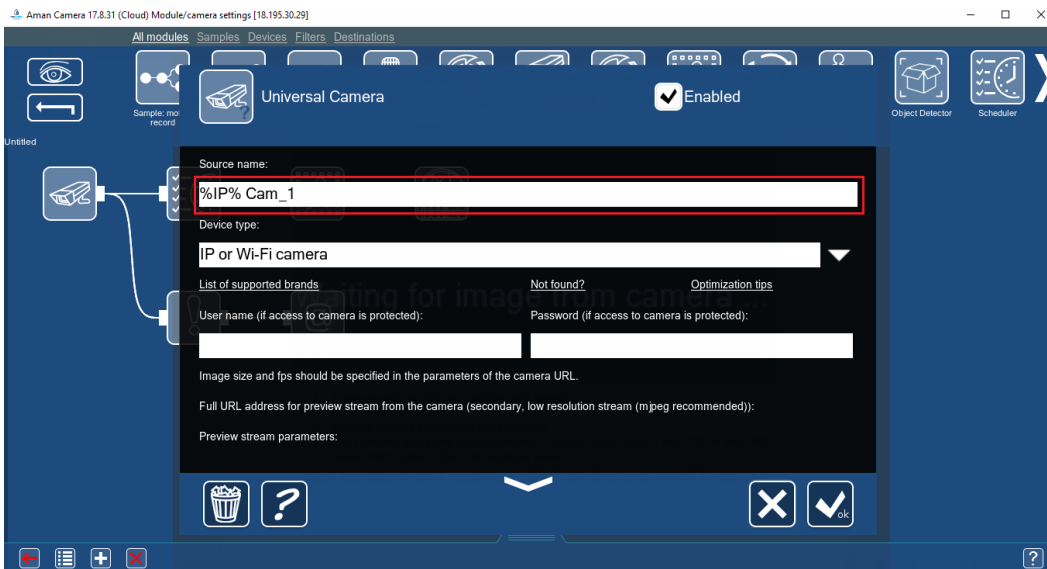 Aman Camera 17.8.31 (Cloud) Module/camera settings [18.195.30.29]
All modules Samples Devices Filters Destinations
Universal Camera
Enabled
Sample: mo
record
Object Detector
Scheduler
Untitled
Source name:
%IP% Cam_1
Device type:
IP or Wi-Fi camera
List of supported brands Not found? Optimization tips
for image from camera ...
User name (if access to camera is protected): Password (if access to camera is protected):
Image size and fps should be specified in the parameters of the camera URL.
Full URL address for preview stream from the camera (secondary, low resolution stream (mjpeg recommended)):
Preview stream parameters:
ok